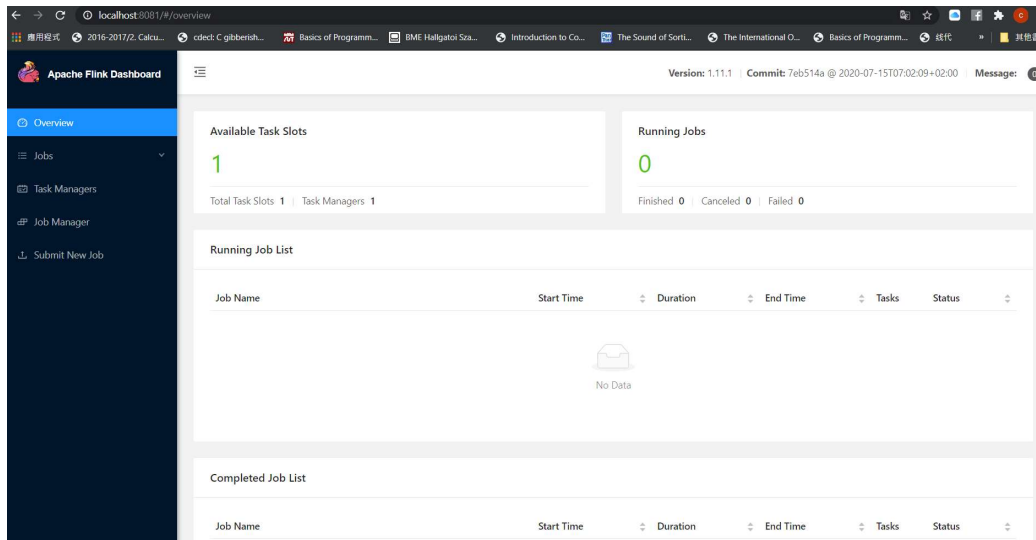 localhost:8081/#/overview
應用程式 2016-2017/2. Calcu... cdecl: C gibberish... Basics of Programm... BME Hallgatoi Sza... Introduction to Co... The Sound of Sorti... The International O... Basics of Programm... 线代 » 其他書
Apache Flink Dashboard
Version: 1.11.1 Commit: 7eb514a @ 2020-07-15T07:02:09+02:00 Message: 0
Overview
Jobs
Task Managers
Job Manager
Submit New Job
Available Task Slots
1
Total Task Slots 1 Task Managers 1
Running Jobs
0
Finished 0 Canceled 0 Failed 0
Running Job List
Job Name Start Time Duration End Time Tasks Status
No Data
Completed Job List
Job Name Start Time Duration End Time Tasks Status